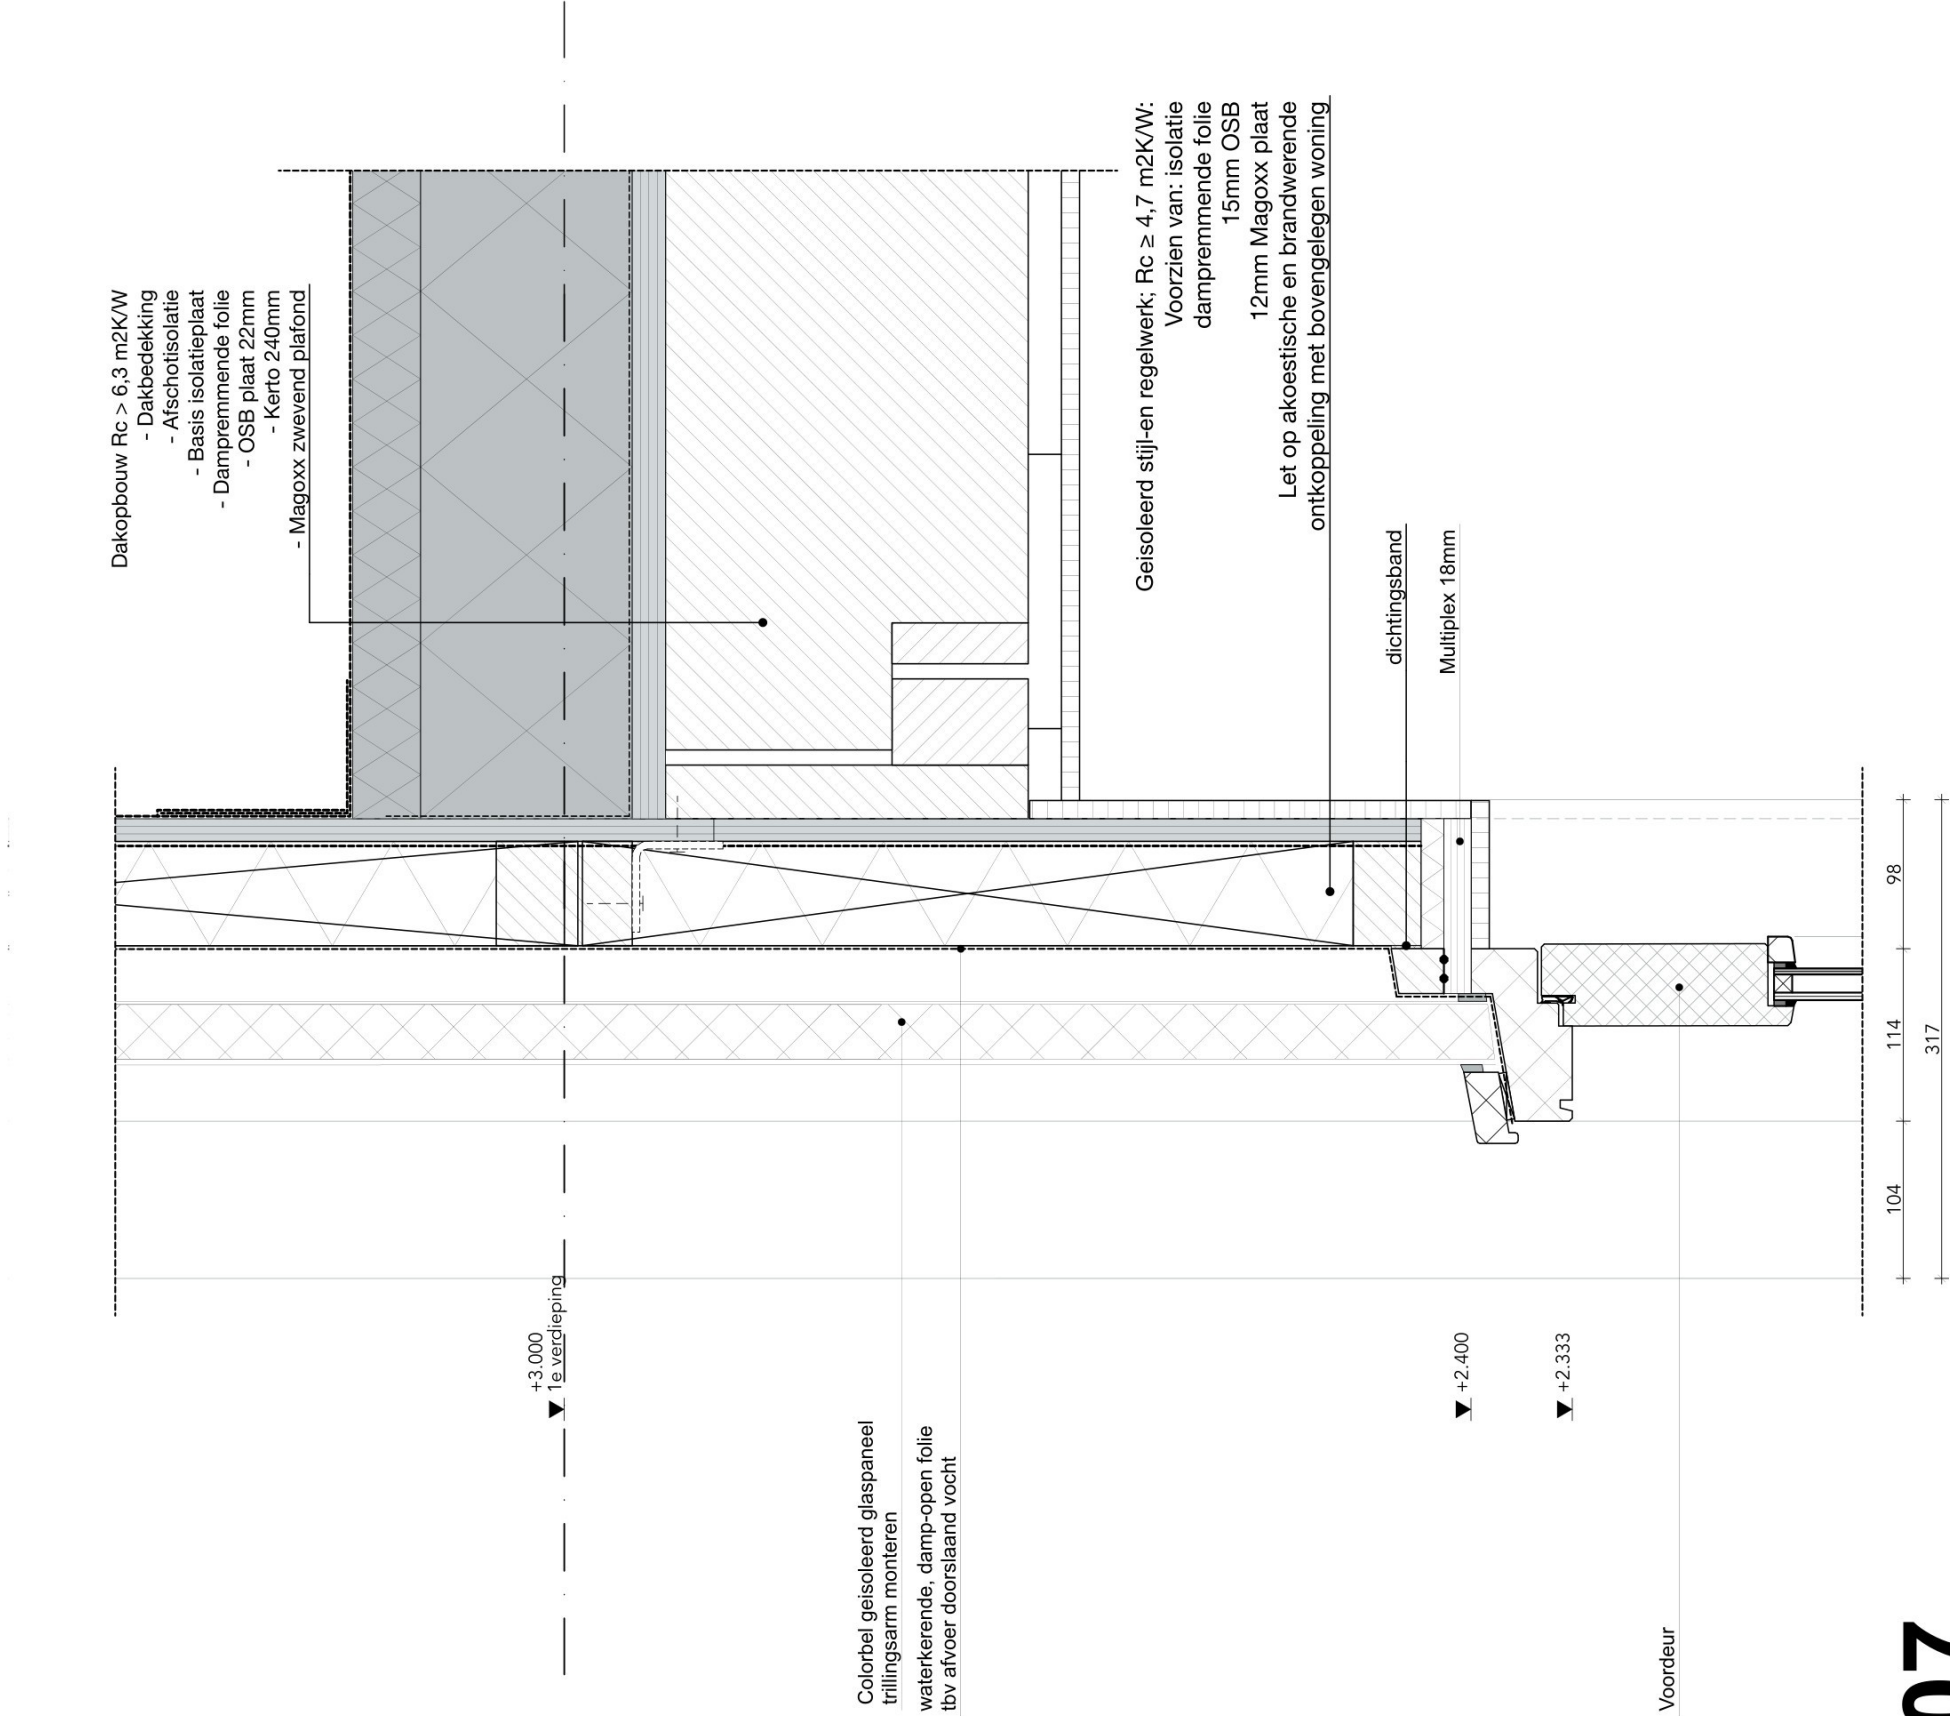 Dakopbouw Rc > 6,3 m2K/W
- Dakbedekking
- Afschotisolatie
- Basis isolatieplaat
- Dampremmende folie
- OSB plaat 22mm
- Kerto 240mm
- Magoxx zwevend plafond
Geisoleerd stijl-en regelwerk; Rc ≥ 4,7 m2K/W:
Voorzien van: isolatie
dampremmende folie
15mm OSB
12mm Magoxx plaat
Let op akoestische en brandwerende
ontkoppeling met bovengelegen woning
dichtingsband
Multiplex 18mm
98
114
317
104
+3.000
1e verdieping
+2.400
+2.333
Colorbel geisoleerd glaspaneel
trillingsarm monteren
waterkerende, damp-open folie
tbv afvoer doorslaand vocht
Voordeur
07